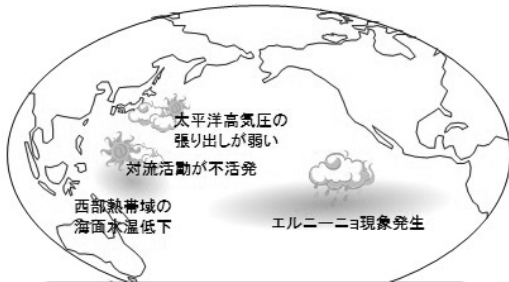 太平洋高気圧の
張り出しが弱い
対流活動が不活発
西部熱帯域の
海面水温低下
エルニーニョ現象発生